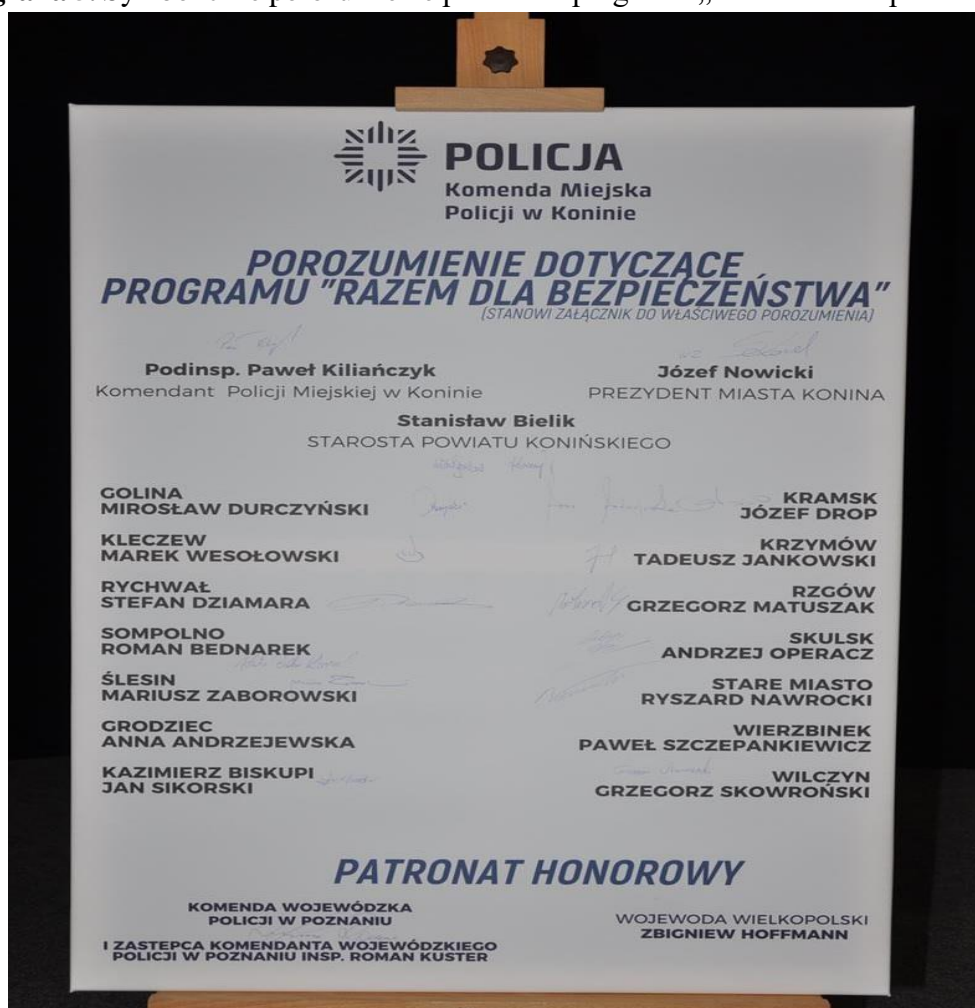 POLICJA
Komenda Miejska
Policji w Koninie
POROZUMIENIE DOTYCZĄCE
PROGRAMU "RAZEM DLA BEZPIECZEŃSTWA"
(STANOWI ZAŁĄCZNIK DO WŁAŚCIWEGO POROZUMIENIA)
Podinsp. Paweł Kiliańczyk
Komendant Policji Miejskiej w Koninie
Józef Nowicki
PREZYDENT MIASTA KONINA
Stanisław Bielik
STAROSTA POWIATU KONIŃSKIEGO
GOLINA
MIROSŁAW DURCZYŃSKI
KLECZEW
MAREK WESOŁOWSKI
RYCHWAŁ
STEFAN DZIAMARA
SOMPOLNO
ROMAN BEDNAREK
ŚLESIN
MARIUSZ ZABOROWSKI
GRODZIEC
ANNA ANDRZEJEWSKA
KAZIMIERZ BISKUPI
JAN SIKORSKI
KRAMSK
JÓZEF DROP
KRZYMÓW
TADEUSZ JANKOWSKI
RZGÓW
GRZEGORZ MATUSZAK
SKULSK
ANDRZEJ OPERACZ
STARE MIASTO
RYSZARD NAWROCKI
WIERZBINEK
PAWEŁ SZCZEPANKIEWICZ
WILCZYN
GRZEGORZ SKOWROŃSKI
PATRONAT HONOROWY
KOMENDA WOJEWÓDZKA
POLICJI W POZNANIU
I ZASTEPCA KOMENDANTA WOJEWÓDZKIEGO
POLICJI W POZNANIU INSP. ROMAN KUSTER
WOJEWODA WIELKOPOLSKI
ZBIGNIEW HOFFMANN